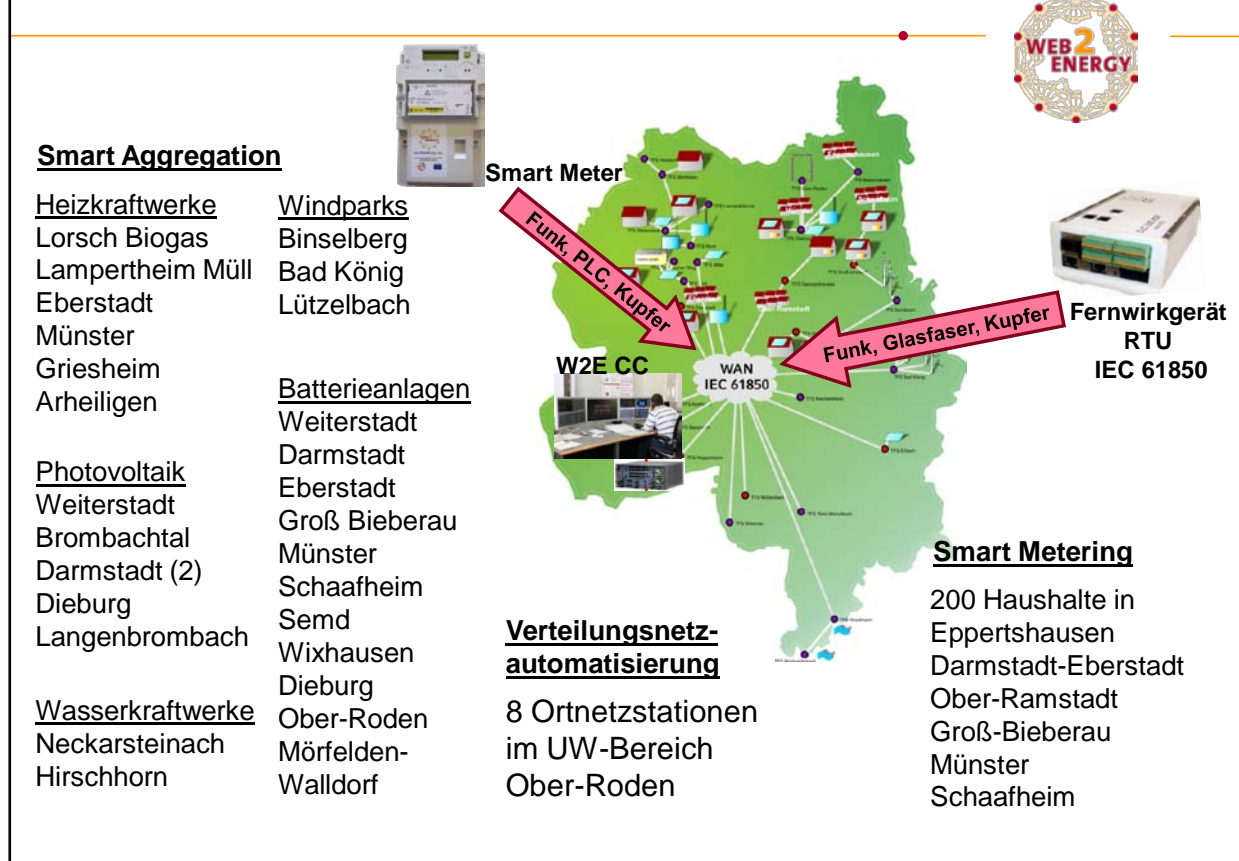 WEB 2
ENERGY
Smart Aggregation
Heizkraftwerke
Lorsch Biogas
Lampertheim Müll
Eberstadt
Münster
Griesheim
Arheiligen
Photovoltaik
Weiterstadt
Brombachtal
Darmstadt (2)
Dieburg
Langenbrombach
Wasserkraftwerke
Neckarsteinach
Hirschhorn
Windparks
Binselberg
Bad König
Lützelbach
Batterieanlagen
Weiterstadt
Darmstadt
Eberstadt
Groß Bieberau
Münster
Schaafheim
Semd
Wixhausen
Dieburg
Ober-Roden
Mörfelden-
Walldorf
Smart Meter
Funk, PLC, Kupfer
W2E CC
WAN
IEC 61850
Ober-Ramstadt
Funk, Glasfaser, Kupfer
Fernwirkgerät
RTU
IEC 61850
Verteilungsnetz-
automatisierung
8 Ortnetzstationen
im UW-Bereich
Ober-Roden
Smart Metering
200 Haushalte in
Eppertshausen
Darmstadt-Eberstadt
Ober-Ramstadt
Groß-Bieberau
Münster
Schaafheim